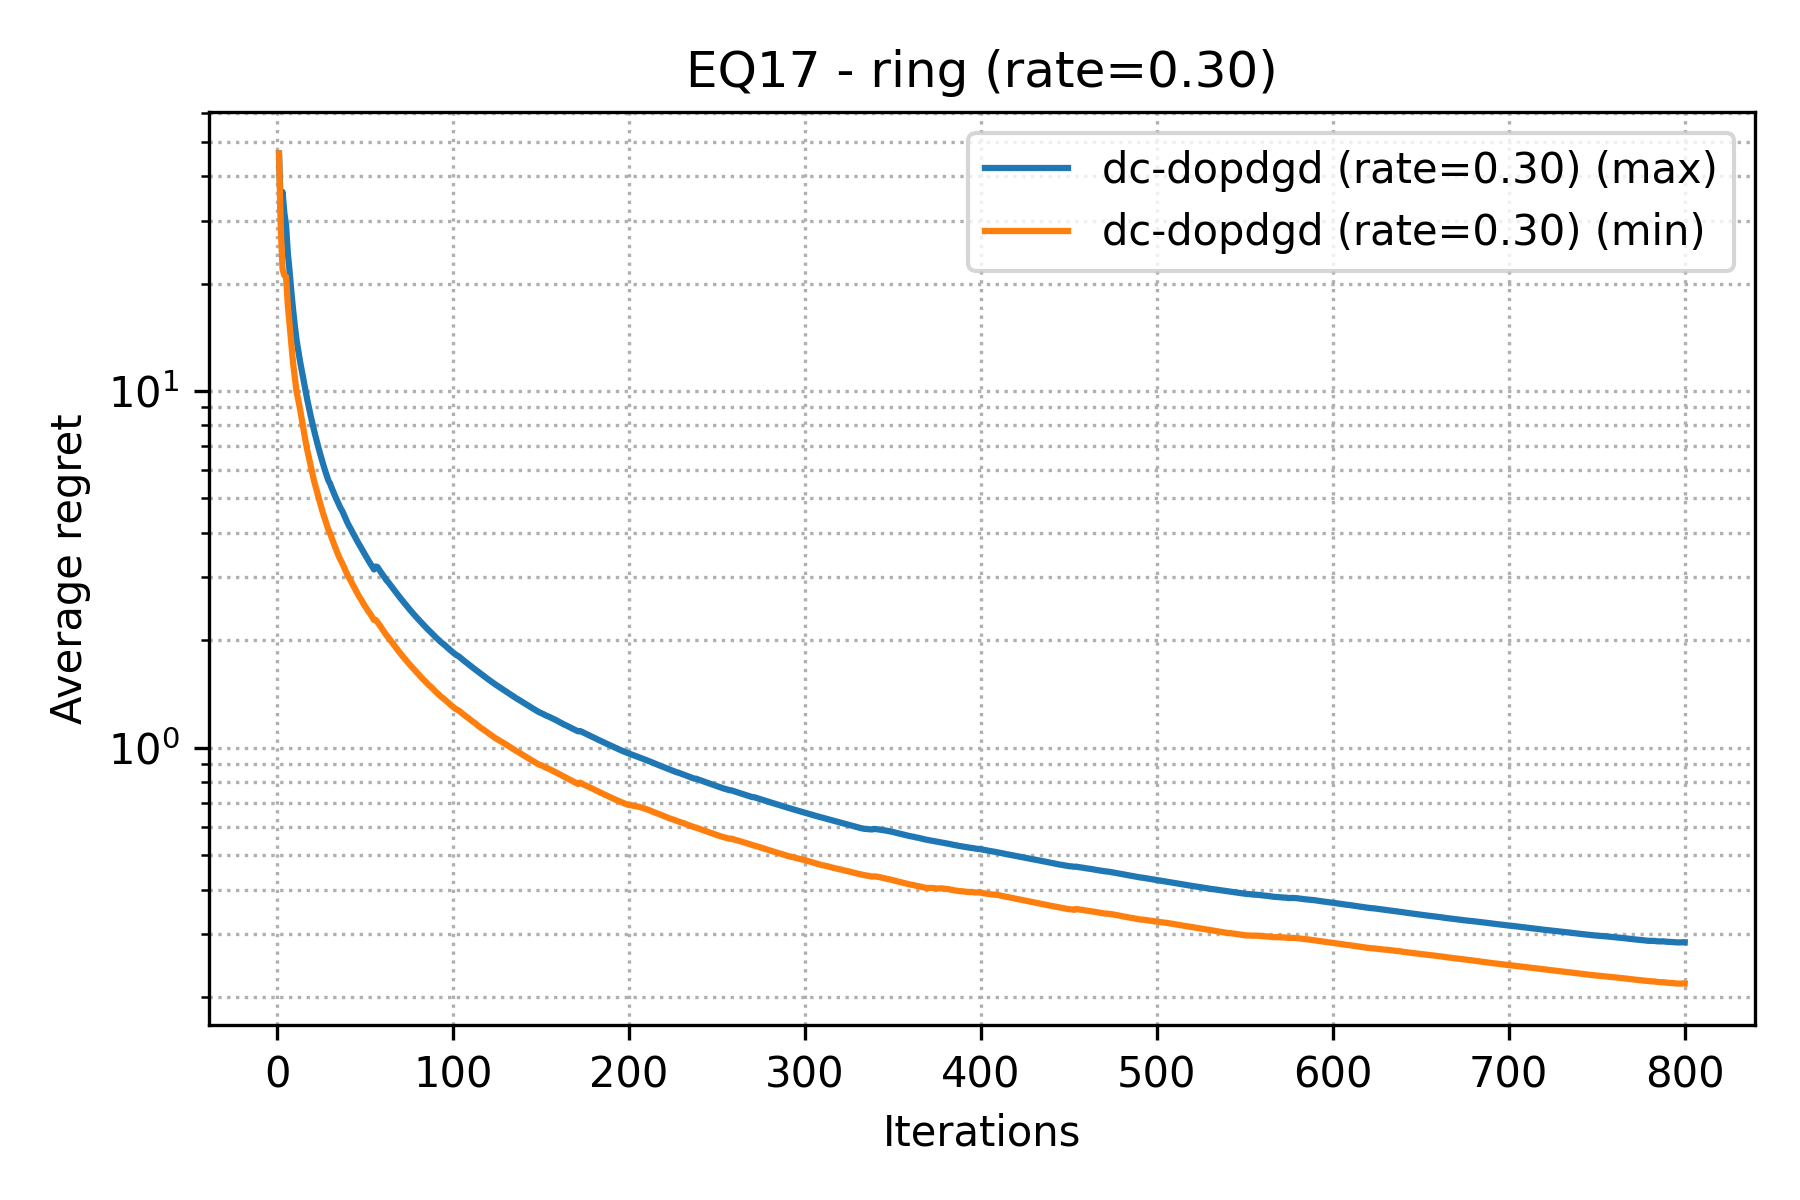 EQ17 - ring (rate=0.30)
dc-dopdgd (rate=0.30) (max)
dc-dopdgd (rate=0.30) (min)
Average regret
10¹
10⁰
0 100 200 300 400 500 600 700 800
Iterations